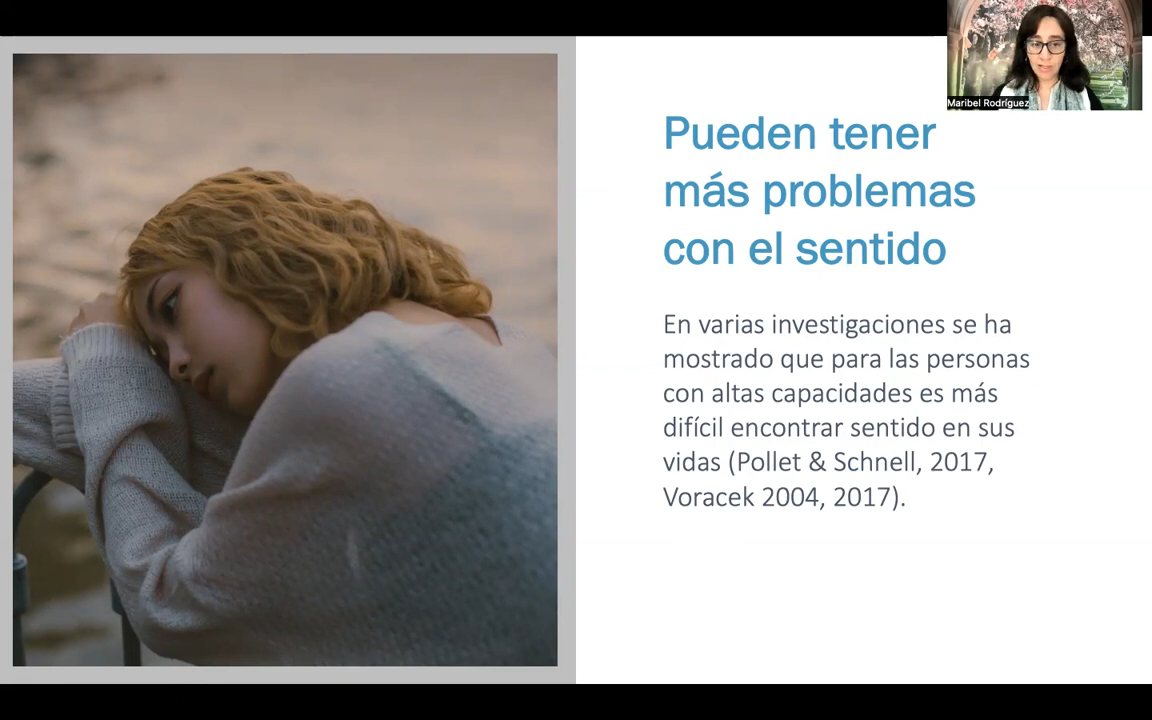 Maribel Rodríguez
Pueden tener
más problemas
con el sentido
En varias investigaciones se ha
mostrado que para las personas
con altas capacidades es más
difícil encontrar sentido en sus
vidas (Pollet & Schnell, 2017,
Voracek 2004, 2017).